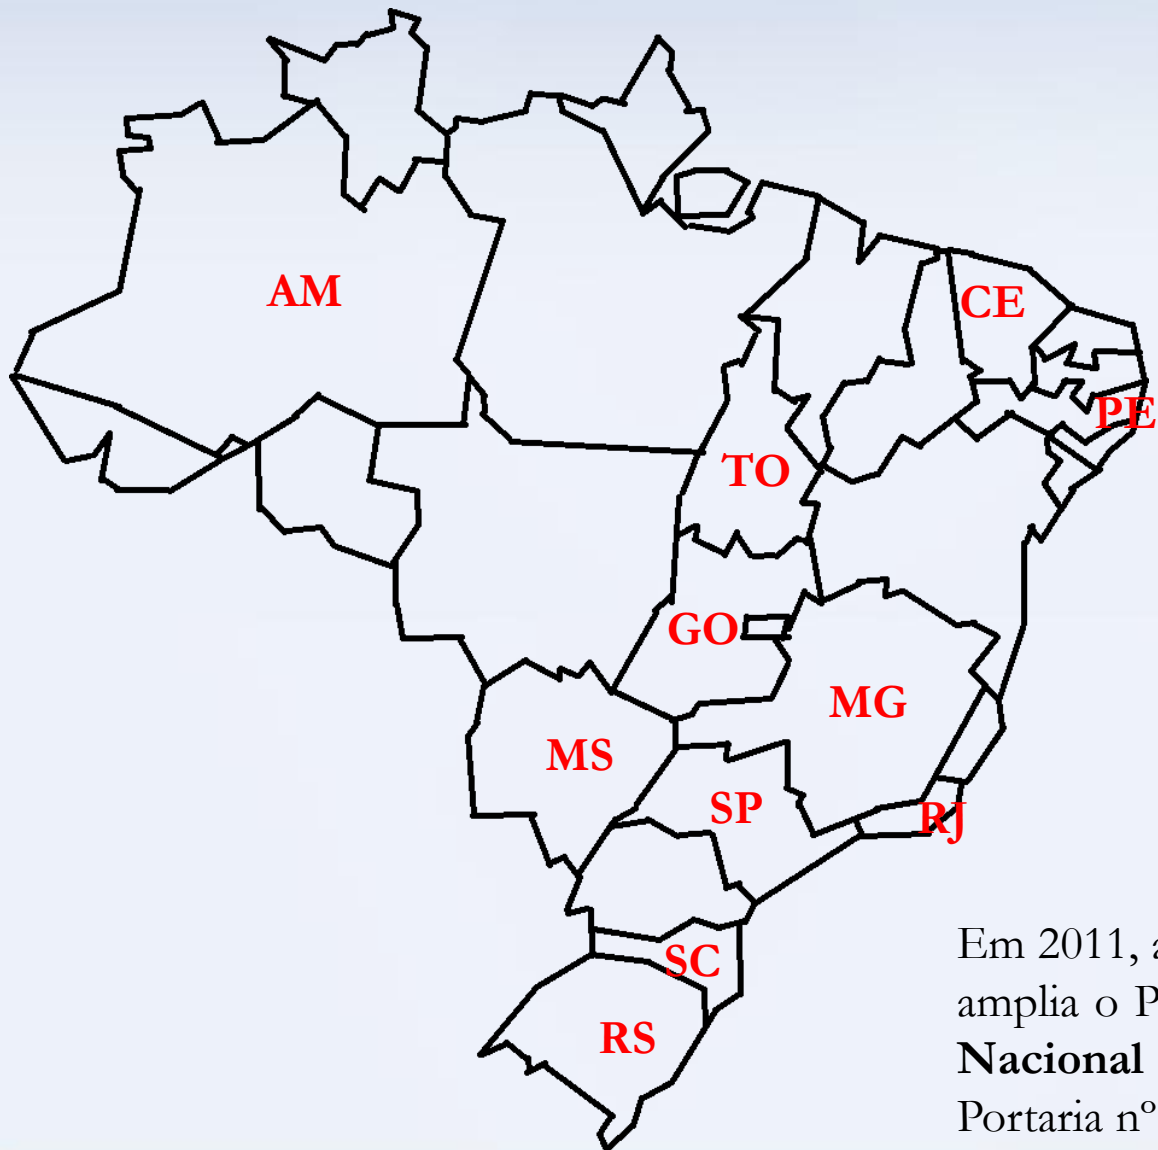 AM
CE
PE
TO
GO
MG
MS
SP
RJ
SC
RS
Em 2011, a
amplia o P
Nacional
Portaria nº